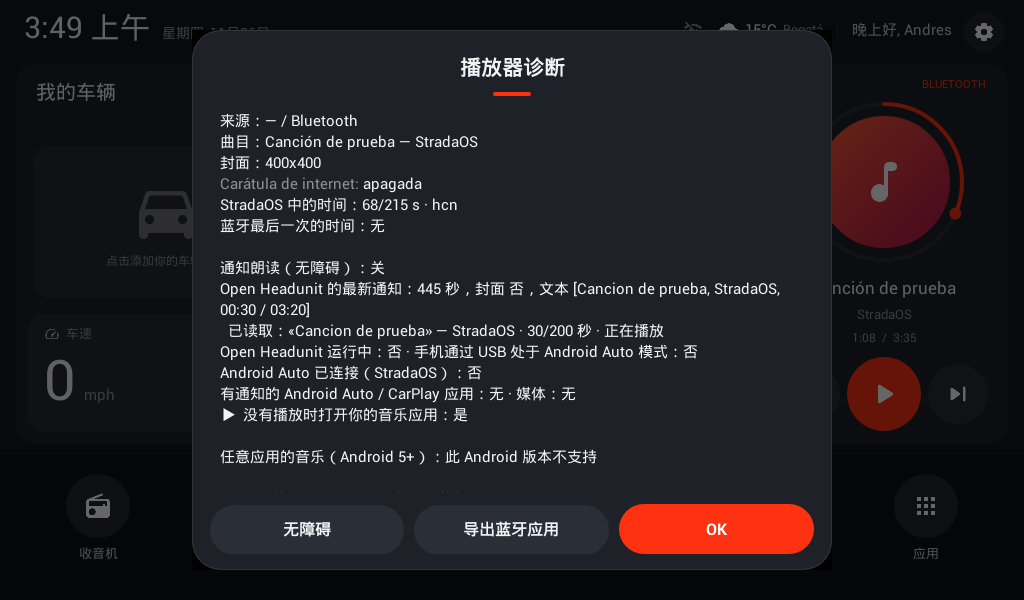 3:49 上午
15°C Bogotá
晚上好, Andres
我的车辆
BLUETOOTH
播放器诊断
来源：— / Bluetooth
曲目：Canción de prueba — StradaOS
封面：400x400
Carátula de internet: apagada
StradaOS 中的时间：68/215 s · hcn
蓝牙最后一次的时间：无
通知朗读（无障碍）：关
Open Headunit 的最新通知：445 秒，封面 否，文本 [Cancion de prueba, StradaOS,
00:30 / 03:20]
已读取：«Cancion de prueba» — StradaOS · 30/200 秒 · 正在播放
Open Headunit 运行中：否 · 手机通过 USB 处于 Android Auto 模式：否
Android Auto 已连接（StradaOS）：否
有通知的 Android Auto / CarPlay 应用：无 · 媒体：无
▶ 没有播放时打开你的音乐应用：是
任意应用的音乐（Android 5+）：此 Android 版本不支持
点击添加你的车
车速
0 mph
nción de prueba
StradaOS
1:08 / 3:35
无障碍
导出蓝牙应用
OK
收音机
应用